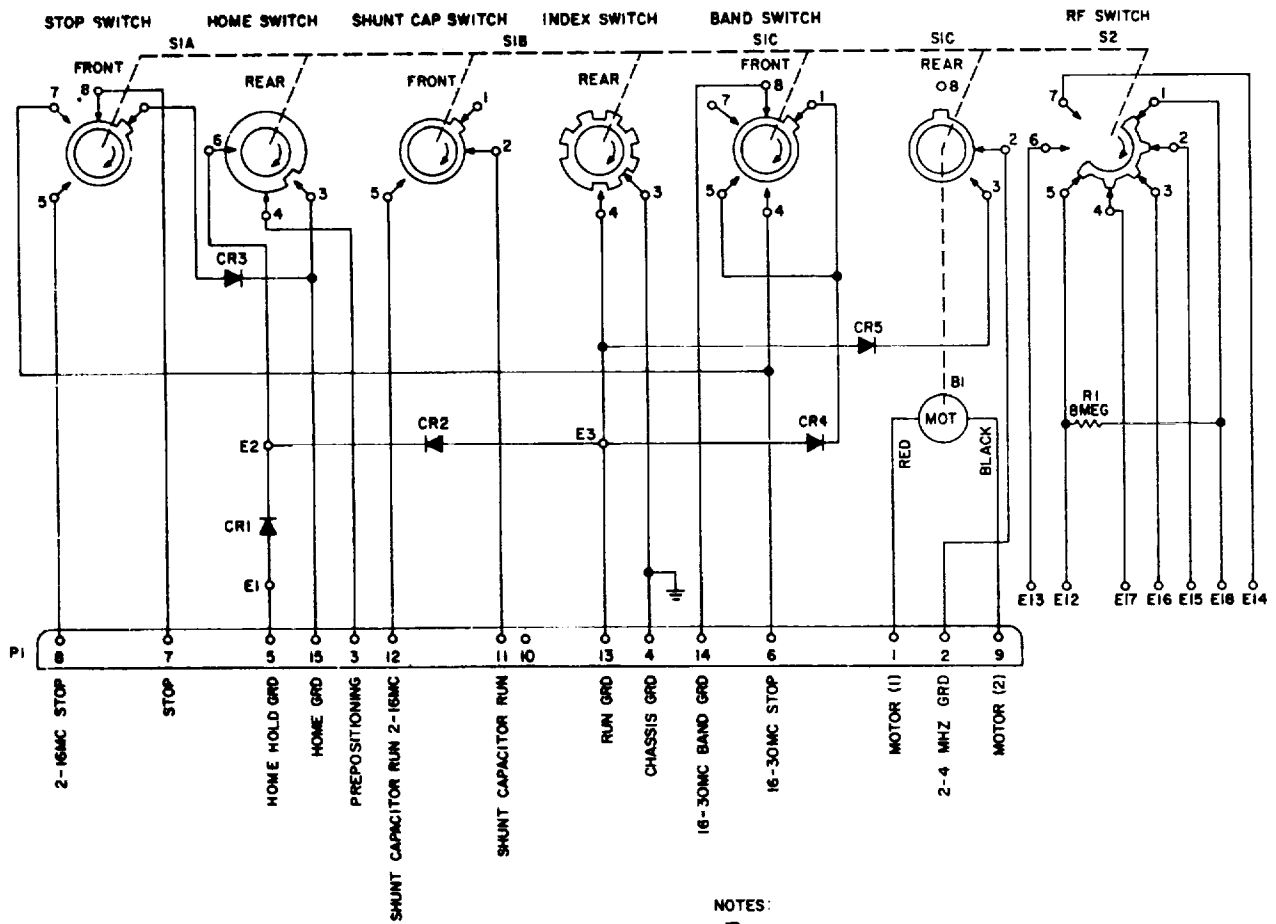 STOP SWITCH HOME SWITCH SHUNT CAP SWITCH INDEX SWITCH BAND SWITCH RF SWITCH
S1A S1B S1C S1C S2
FRONT REAR FRONT REAR FRONT REAR
7 8
5
6 3
4
1
2
5
3
4
7 8 1
5 4
8
2
3
7 1
6 2
5 4 3
CR3
CR5
B1
MOT
RED
BLACK
R1
8MEG
E2 CR2 E3 CR4
CR1
E1
E13 E12 E17 E16 E15 E18 E14
P1 8 7 5 15 3 12 11 10 13 4 14 6 1 2 9
2-16MC STOP
STOP
HOME HOLD GRD
HOME GRD
PREPOSITIONING
SHUNT CAPACITOR RUN 2-16MC
SHUNT CAPACITOR RUN
RUN GRD
CHASSIS GRD
16-30MC BAND GRD
16-30MC STOP
MOTOR (1)
2-4 MHZ GRD
MOTOR (2)
NOTES: